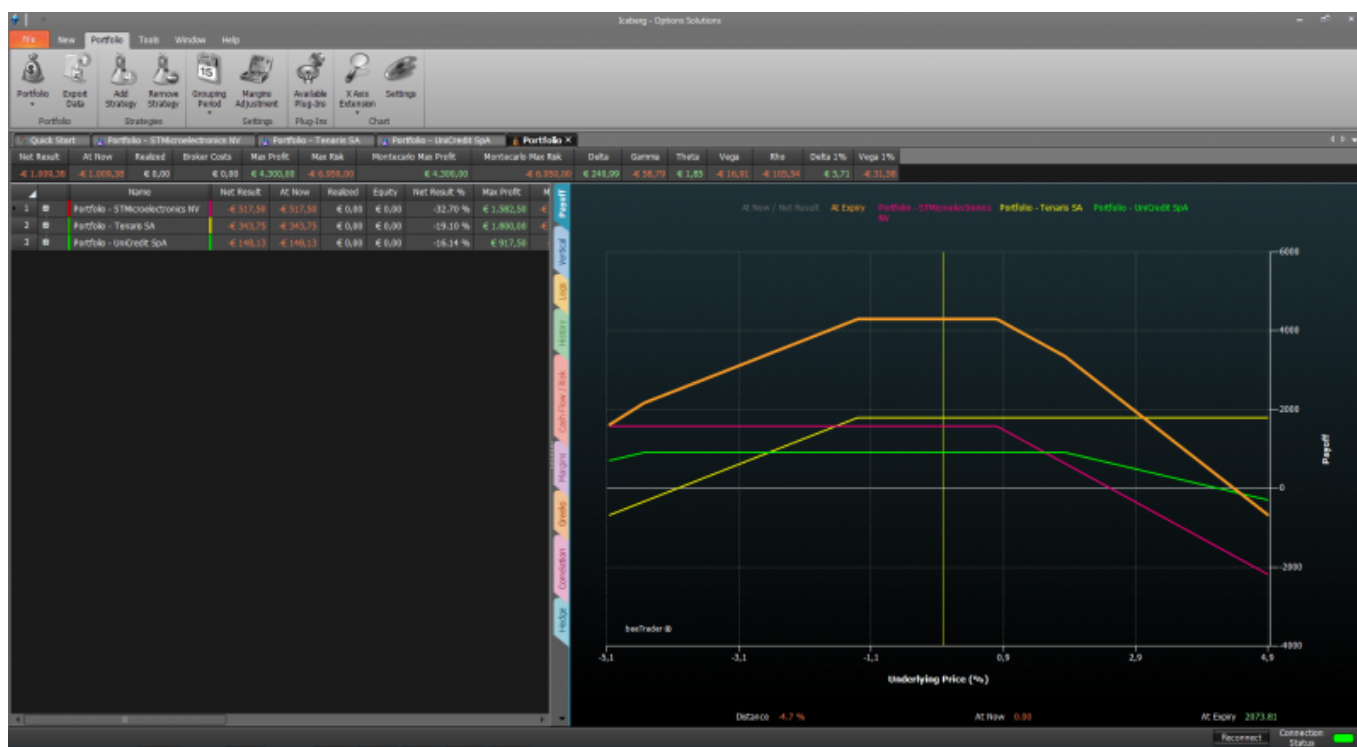 Iceberg - Options Solutions
File New Portfolio Tools Window Help
Portfolio Export Data Add Strategy Remove Strategy Grouping Period Margins Adjustment Available Plug-Ins X Axis Extension Settings
Portfolio Strategies Settings Plug-Ins Chart
Quick Start Portfolio - STMicroelectronics NV Portfolio - Tenaris SA Portfolio - UniCredit SpA Portfolio
Net Result At Now Realized Broker Costs Max Profit Max Risk Montecarlo Max Profit Montecarlo Max Risk Delta Gamma Theta Vega Rho Delta 1% Vega 1%
-€ 1.009,38 -€ 1.009,38 € 0,00 € 0,00 € 4.300,00 -€ 6.950,00 € 4.300,00 -€ 6.950,00 € 248,99 -€ 58,79 € 1,85 -€ 16,91 -€ 105,54 € 5,71 -€ 31,58
Name Net Result At Now Realized Equity Net Result % Max Profit M
1 Portfolio - STMicroelectronics NV -€ 517,50 -€ 517,50 € 0,00 € 0,00 -32.70 % € 1.582,50 -€
2 Portfolio - Tenaris SA -€ 343,75 -€ 343,75 € 0,00 € 0,00 -19.10 % € 1.800,00 -€
3 Portfolio - UniCredit SpA -€ 148,13 -€ 148,13 € 0,00 € 0,00 -16.14 % € 917,50
Payoff
Vertical
Legs
History
Cash Flow / Risk
Margins
Greeks
Correlation
Hedge
At Now / Net Result At Expiry Portfolio - STMicroelectronics NV Portfolio - Tenaris SA Portfolio - UniCredit SpA
6000
4000
2000
0
-2000
-4000
Payoff
beeTrader ®
-5,1 -3,1 -1,1 0,9 2,9 4,9
Underlying Price (%)
Distance -4.7 % At Now 0.00 At Expiry 2073.81
Reconnect Connection Status